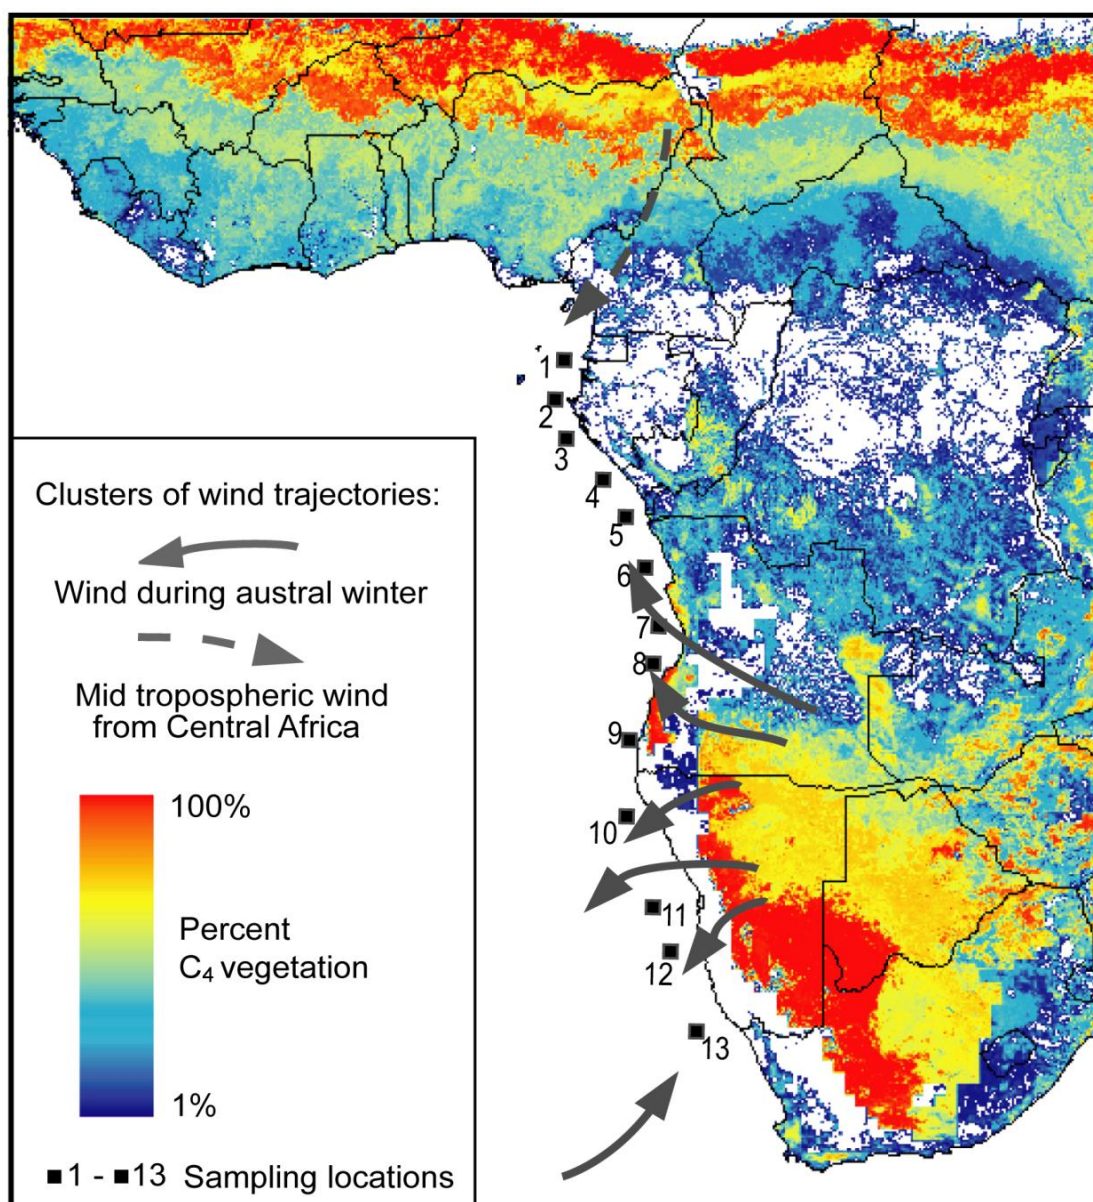 1
2
3
4
5
6
7
8
9
10
11
12
13
Clusters of wind trajectories:
Wind during austral winter
Mid tropospheric wind
from Central Africa
100%
Percent
C₄ vegetation
1%
■1 - ■13 Sampling locations